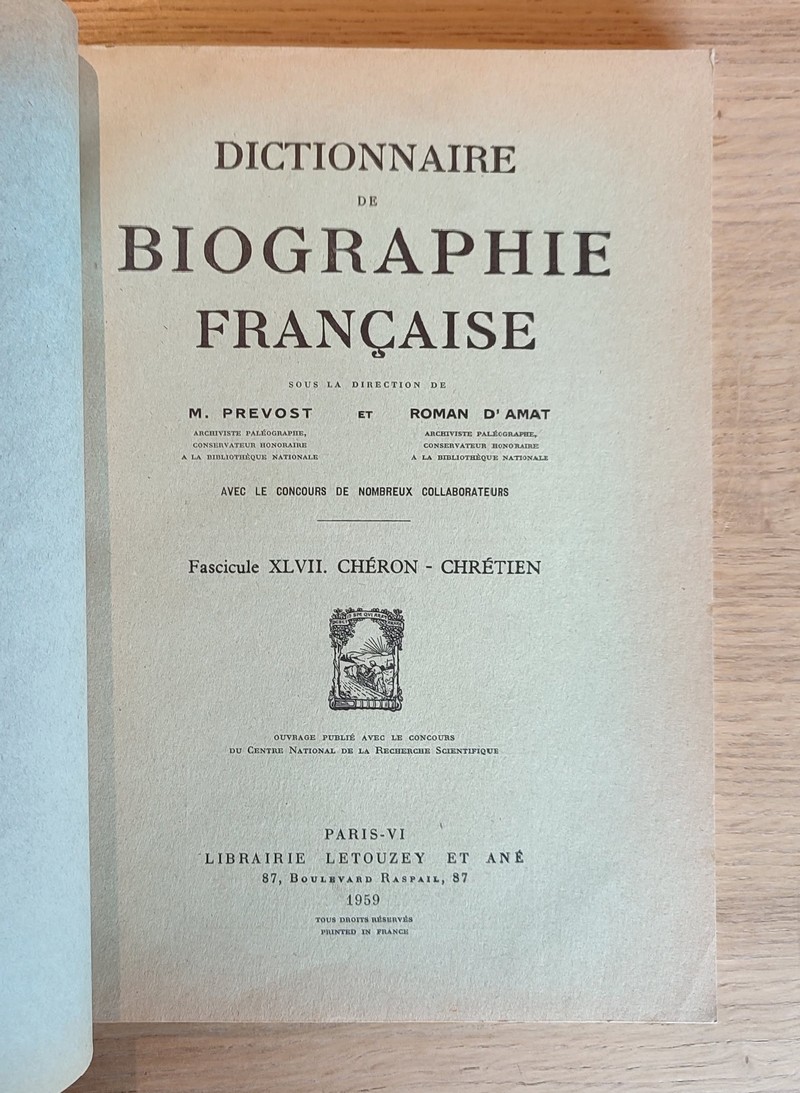 DICTIONNAIRE
DE
BIOGRAPHIE
FRANÇAISE
SOUS LA DIRECTION DE
M. PREVOST ET ROMAN D'AMAT
ARCHIVISTE PALÉOGRAPHE,
CONSERVATEUR HONORAIRE
A LA BIBLIOTHÈQUE NATIONALE
ARCHIVISTE PALÉOGRAPHE,
CONSERVATEUR HONORAIRE
A LA BIBLIOTHÈQUE NATIONALE
AVEC LE CONCOURS DE NOMBREUX COLLABORATEURS
Fascicule XLVII. CHÉRON - CHRÉTIEN
OUVRAGE PUBLIÉ AVEC LE CONCOURS
DU CENTRE NATIONAL DE LA RECHERCHE SCIENTIFIQUE
PARIS-VI
LIBRAIRIE LETOUZEY ET ANÉ
87, BOULEVARD RASPAIL, 87
1959
TOUS DROITS RÉSERVÉS
PRINTED IN FRANCE